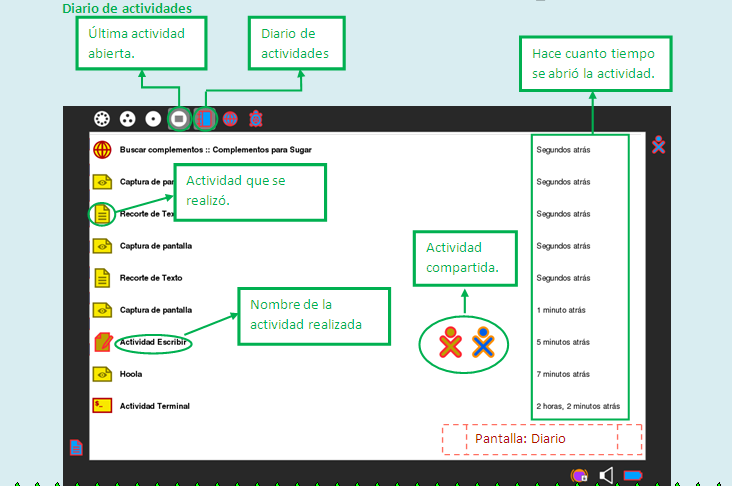 Diario de actividades
Última actividad
abierta.
Diario de
actividades
Hace cuanto tiempo
se abrió la actividad.
Buscar complementos :: Complementos para Sugar
Segundos atrás
Captura de pan
Segundos atrás
Actividad que se
realizó.
Recorte de Tex
Segundos atrás
Captura de pantalla
Segundos atrás
Actividad
compartida.
Recorte de Texto
Segundos atrás
Captura de pantalla
1 minuto atrás
Nombre de la
actividad realizada
Actividad Escribir
5 minutos atrás
Hoola
7 minutos atrás
$_
Actividad Terminal
2 horas, 2 minutos atrás
Pantalla: Diario